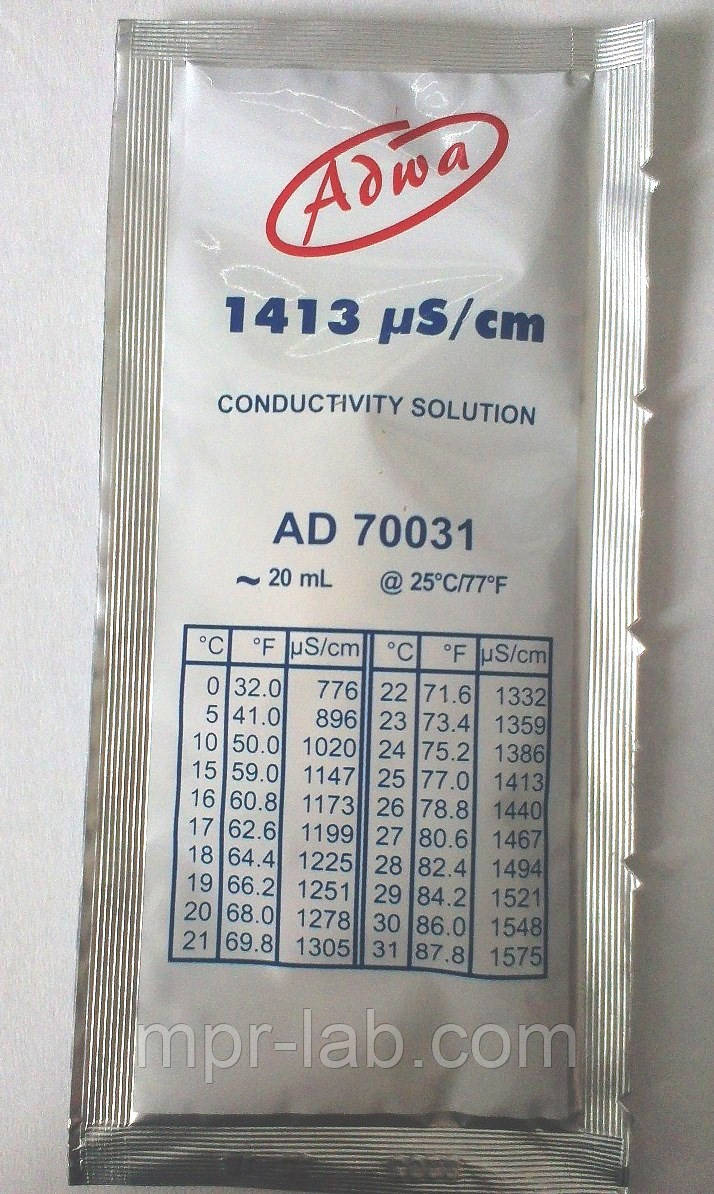 Adwa
1413 µS/cm
CONDUCTIVITY SOLUTION
AD 70031
~ 20 mL @ 25°C/77°F
°C °F µS/cm °C °F µS/cm
0 32.0 776 22 71.6 1332
5 41.0 896 23 73.4 1359
10 50.0 1020 24 75.2 1386
15 59.0 1147 25 77.0 1413
16 60.8 1173 26 78.8 1440
17 62.6 1199 27 80.6 1467
18 64.4 1225 28 82.4 1494
19 66.2 1251 29 84.2 1521
20 68.0 1278 30 86.0 1548
21 69.8 1305 31 87.8 1575
mpr-lab.com